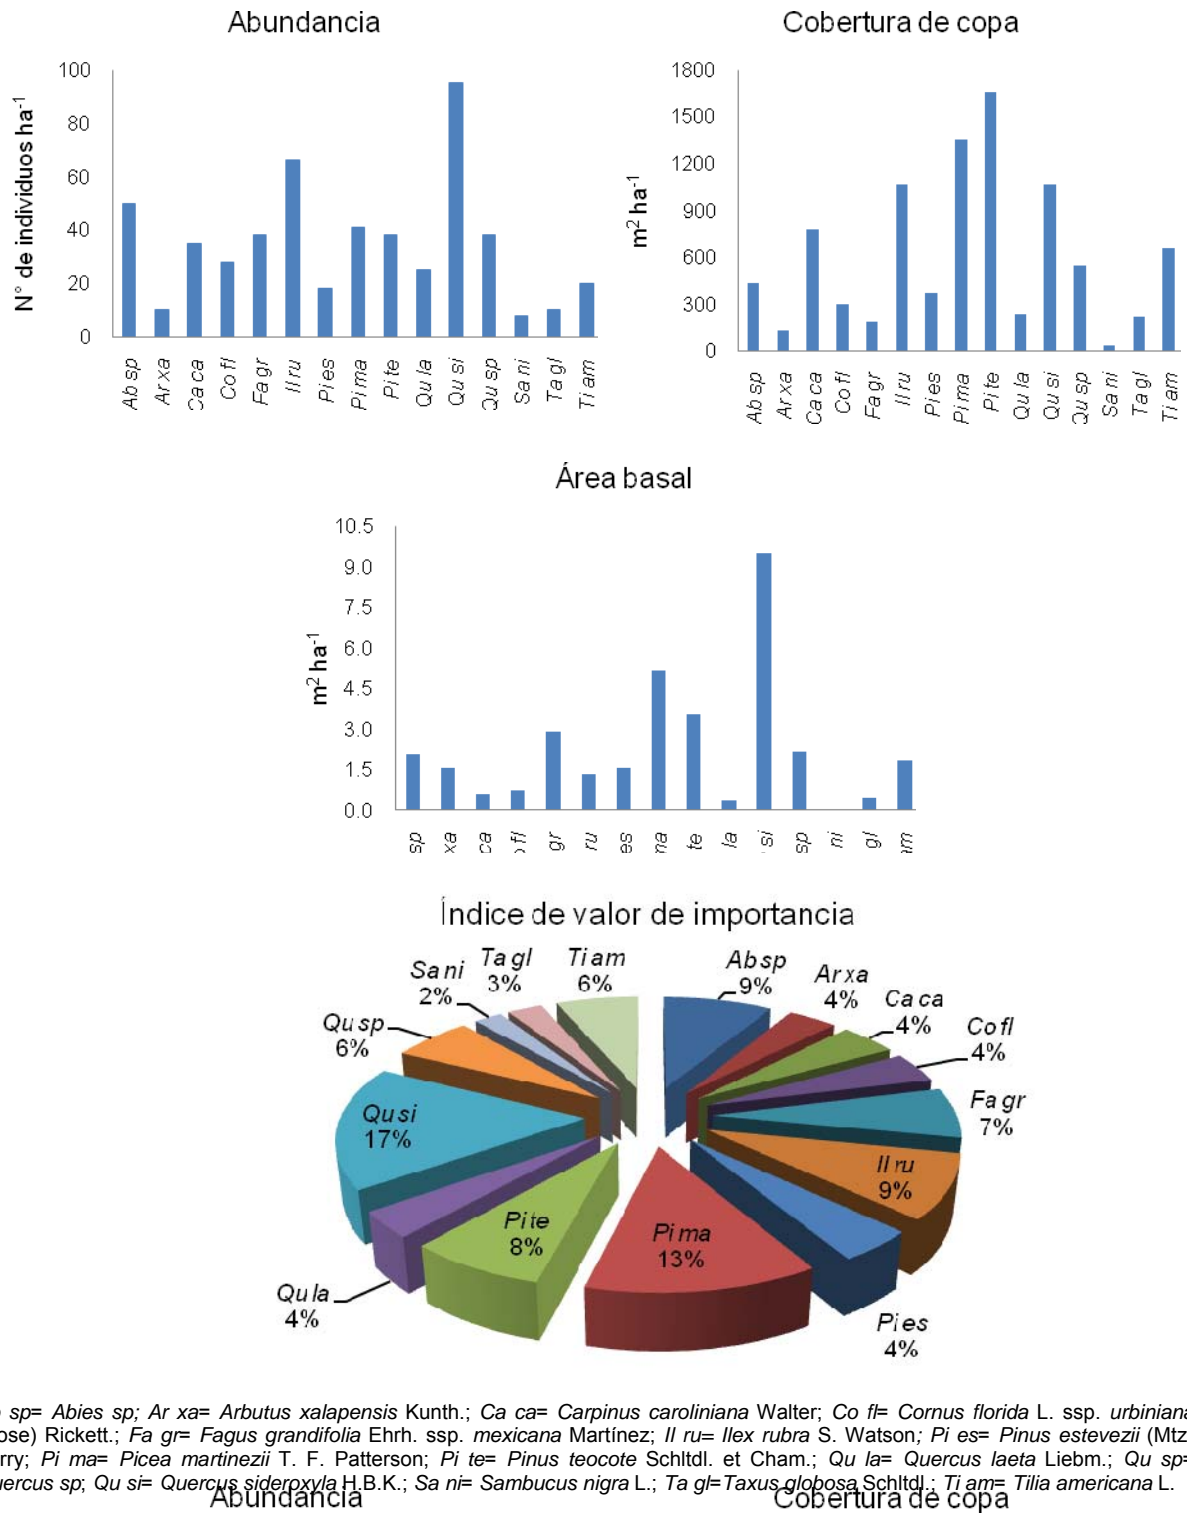 Abundancia
N° de individuos ha-1
100
80
60
40
20
0
Ab sp
Ar xa
Ca ca
Co fl
Fa gr
Il ru
Pi es
Pi ma
Pi te
Qu la
Qu si
Qu sp
Sa ni
Ta gl
Ti am
Cobertura de copa
m2 ha-1
1800
1500
1200
900
600
300
0
Ab sp
Ar xa
Ca ca
Co fl
Fa gr
Il ru
Pi es
Pi ma
Pi te
Qu la
Qu si
Qu sp
Sa ni
Ta gl
Ti am
Área basal
m2 ha-1
10.5
9.0
7.5
6.0
4.5
3.0
1.5
0.0
sp
xa
ca
fl
gr
ru
es
ma
te
la
si
sp
ni
gl
am
Índice de valor de importancia
Ab sp
9%
Ar xa
4%
Ca ca
4%
Co fl
4%
Fa gr
7%
Il ru
9%
Pi es
4%
Pi ma
13%
Pi te
8%
Qu la
4%
Qu si
17%
Qu sp
6%
Sa ni
2%
Ta gl
3%
Ti am
6%
sp= Abies sp; Ar xa= Arbutus xalapensis Kunth.; Ca ca= Carpinus caroliniana Walter; Co fl= Cornus florida L. ssp. urbiniana
ose) Rickett.; Fa gr= Fagus grandifolia Ehrh. ssp. mexicana Martínez; Il ru= Ilex rubra S. Watson; Pi es= Pinus estevezii (Mtz
rry; Pi ma= Picea martinezii T. F. Patterson; Pi te= Pinus teocote Schltdl. et Cham.; Qu la= Quercus laeta Liebm.; Qu sp=
uercus sp; Qu si= Quercus sideroxyla H.B.K.; Sa ni= Sambucus nigra L.; Ta gl=Taxus globosa Schltdl.; Ti am= Tilia americana L.
Abundancia Cobertura de copa